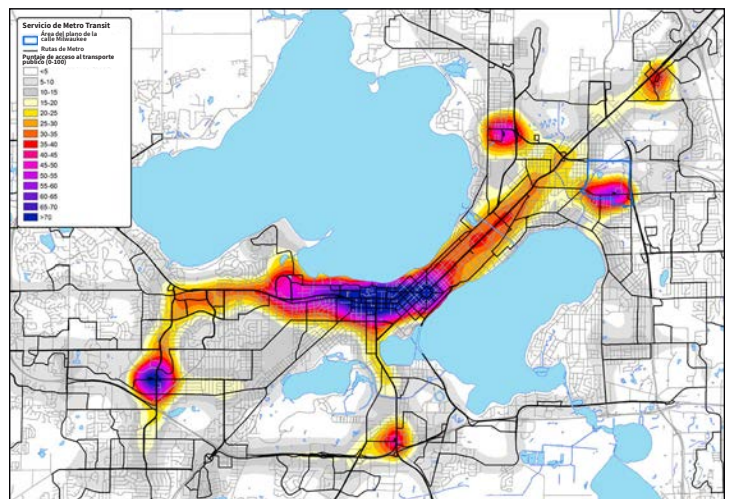 Servicio de Metro Transit
Área del plano de la
calle Milwaukee
Rutas de Metro
Puntaje de acceso al transporte
público (0-100)
<5
5-10
10-15
15-20
20-25
25-30
30-35
35-40
40-45
45-50
50-55
55-60
60-65
65-70
>70